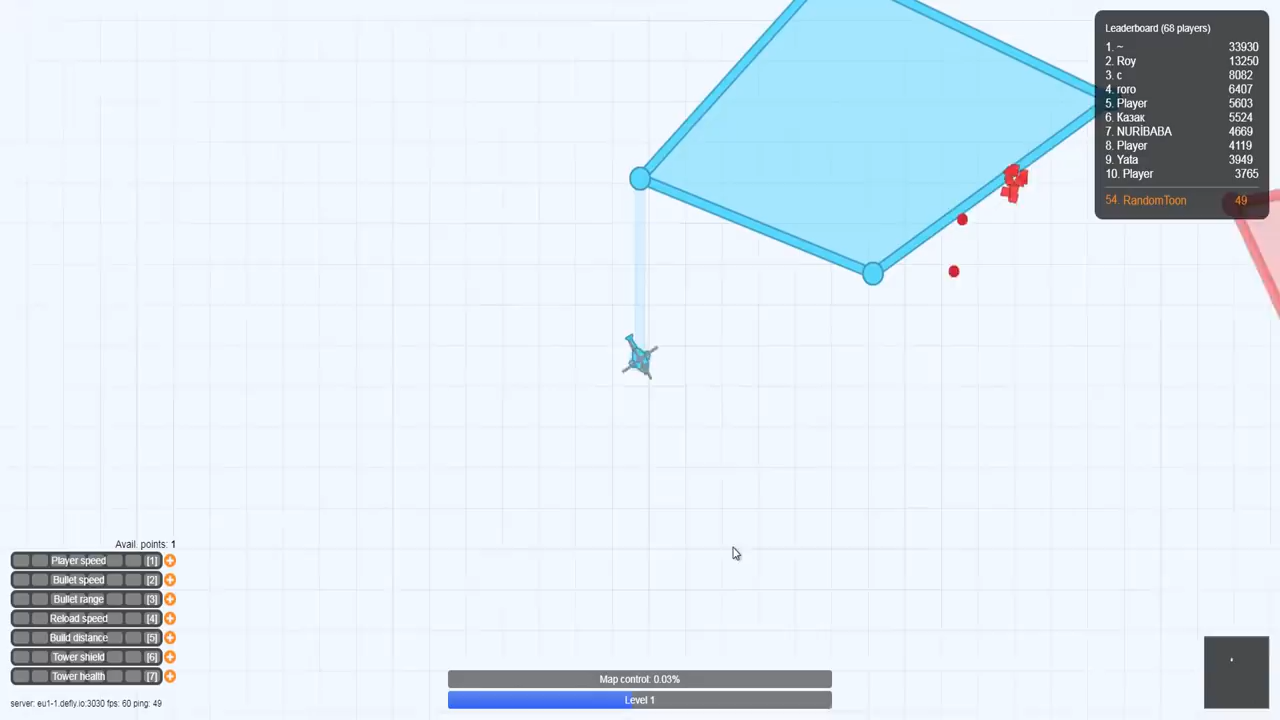 Leaderboard (68 players)
1. ~ 33930
2. Roy 13250
3. c 8082
4. roro 6407
5. Player 5603
6. Казак 5524
7. NURİBABA 4669
8. Player 4119
9. Yata 3949
10. Player 3765
54. RandomToon 49
Avail. points: 1
Player speed [1]
Bullet speed [2]
Bullet range [3]
Reload speed [4]
Build distance [5]
Tower shield [6]
Tower health [7]
Map control: 0.03%
Level 1
server: eu1-1.defly.io:3030 fps: 60 ping: 49